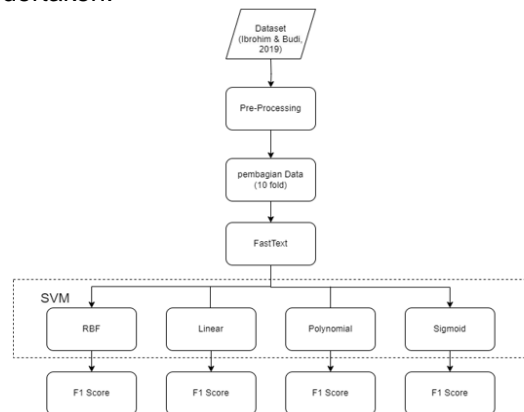 Dataset
(Ibrohim & Budi,
2019)
Pre-Processing
pembagian Data
(10 fold)
FastText
SVM
RBF
Linear
Polynomial
Sigmoid
F1 Score
F1 Score
F1 Score
F1 Score